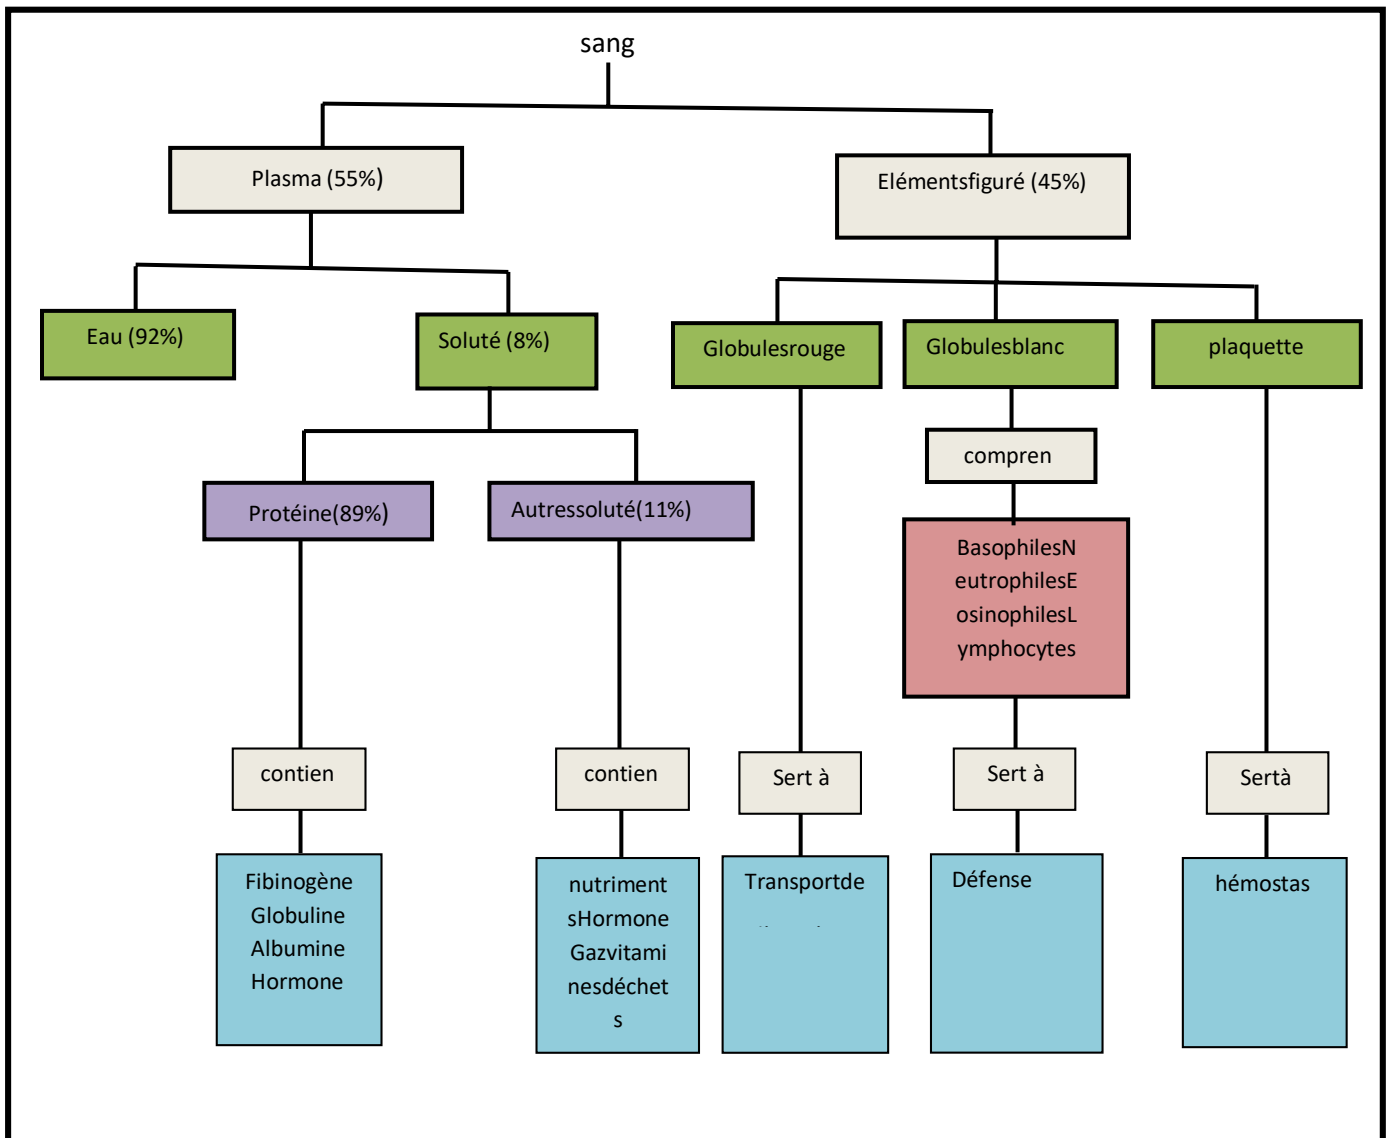 sang
Plasma (55%)
Elémentsfiguré (45%)
Eau (92%)
Soluté (8%)
Globulesrouge
Globulesblanc
plaquette
compren
Protéine(89%)
Autressoluté(11%)
BasophilesN
eutrophilesE
osinophilesL
ymphocytes
contien
contien
Sert à
Sert à
Sertà
Fibinogène
Globuline
Albumine
Hormone
nutriment
sHormone
Gazvitami
nesdéchet
s
Transportde
Défense
hémostas